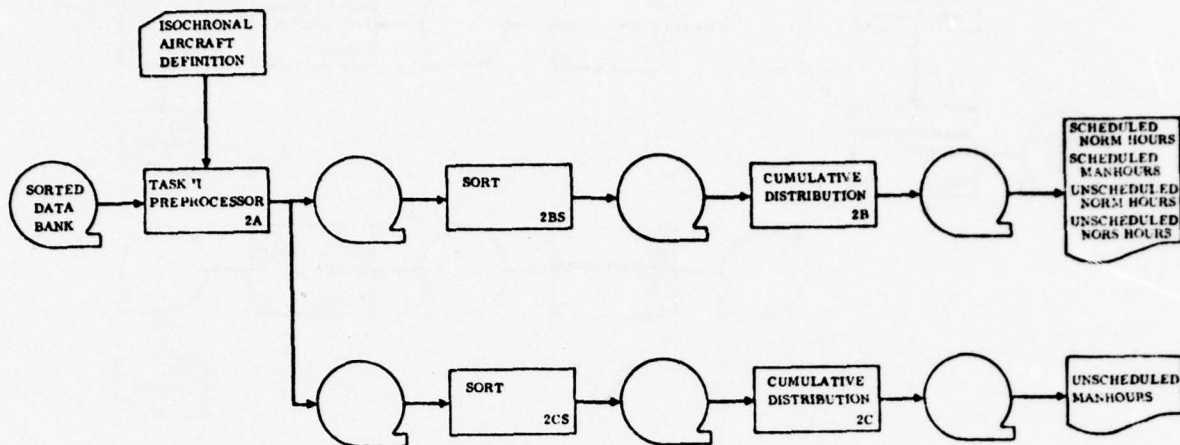 ISOCHRONAL
AIRCRAFT
DEFINITION
SORTED
DATA
BANK
TASK
PREPROCESSOR
2A
SORT
2BS
CUMULATIVE
DISTRIBUTION
2B
SCHEDULED
NORM HOURS
SCHEDULED
MANHOURS
UNSCHEDULED
NORM HOURS
UNSCHEDULED
NORS HOURS
SORT
2CS
CUMULATIVE
DISTRIBUTION
2C
UNSCHEDULED
MANHOURS